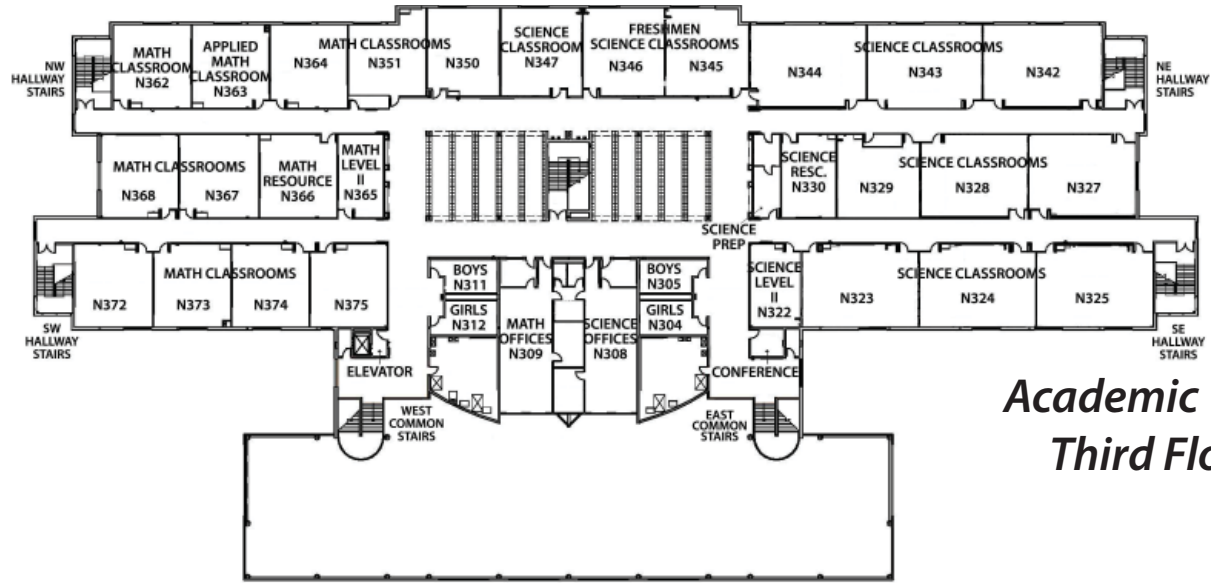 MATH
CLASSROOM
N362
APPLIED
MATH
CLASSROOM
N363
MATH CLASSROOMS
N364
N351
N350
SCIENCE
CLASSROOM
N347
FRESHMEN
SCIENCE CLASSROOMS
N346
N345
SCIENCE CLASSROOMS
N344
N343
N342
NW
HALLWAY
STAIRS
NE
HALLWAY
STAIRS
MATH CLASSROOMS
N368
N367
MATH
RESOURCE
N366
MATH
LEVEL
II
N365
SCIENCE
RESC.
N330
SCIENCE CLASSROOMS
N329
N328
N327
SCIENCE
PREP
MATH CLASSROOMS
N372
N373
N374
N375
BOYS
N311
GIRLS
N312
MATH
OFFICES
N309
SCIENCE
OFFICES
N308
BOYS
N305
GIRLS
N304
SCIENCE
LEVEL
II
N322
SCIENCE CLASSROOMS
N323
N324
N325
SW
HALLWAY
STAIRS
SE
HALLWAY
STAIRS
ELEVATOR
CONFERENCE
WEST
COMMON
STAIRS
EAST
COMMON
STAIRS
Academic
Third Flo